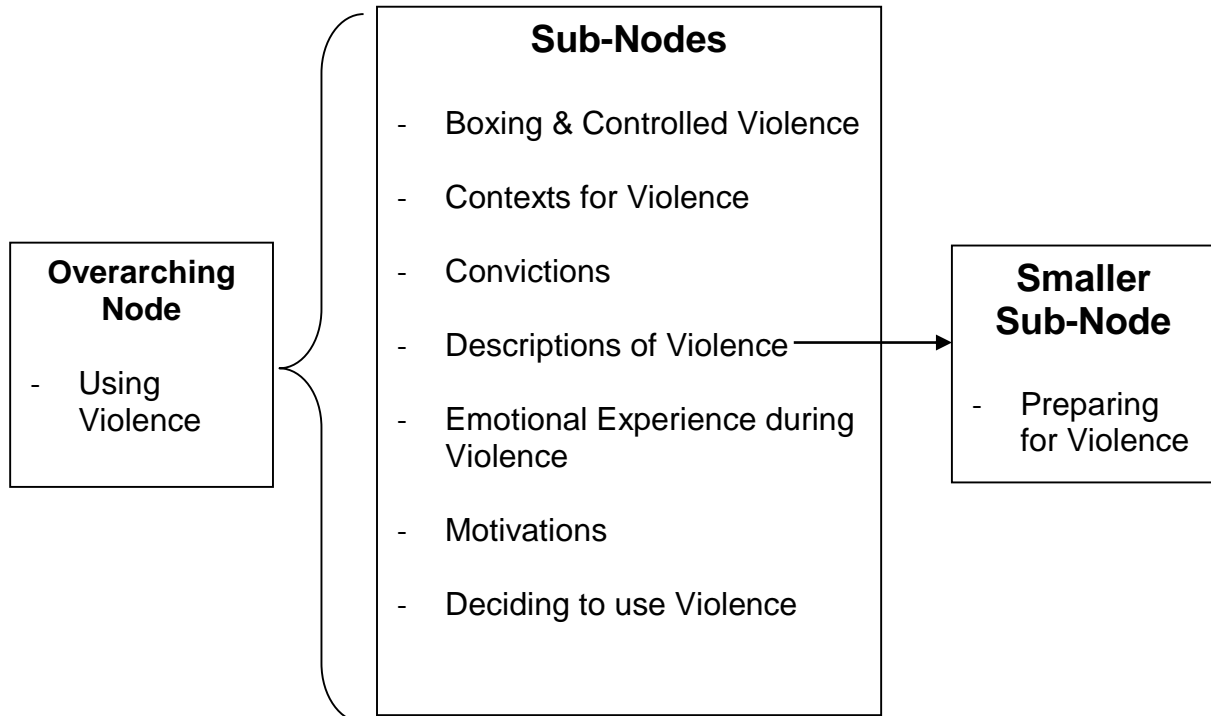 Overarching
Node
- Using
Violence
Sub-Nodes
- Boxing & Controlled Violence
- Contexts for Violence
- Convictions
- Descriptions of Violence
- Emotional Experience during
Violence
- Motivations
- Deciding to use Violence
Smaller
Sub-Node
- Preparing
for Violence